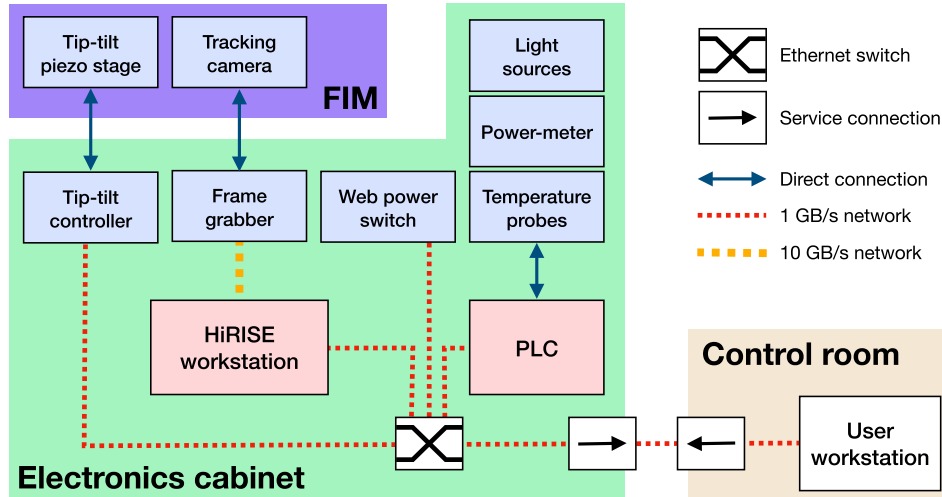 Tip-tilt
piezo stage
Tracking
camera
FIM
Light
sources
Power-meter
Temperature
probes
Tip-tilt
controller
Frame
grabber
Web power
switch
HiRISE
workstation
PLC
Electronics cabinet
Ethernet switch
Service connection
Direct connection
1 GB/s network
10 GB/s network
Control room
User
workstation